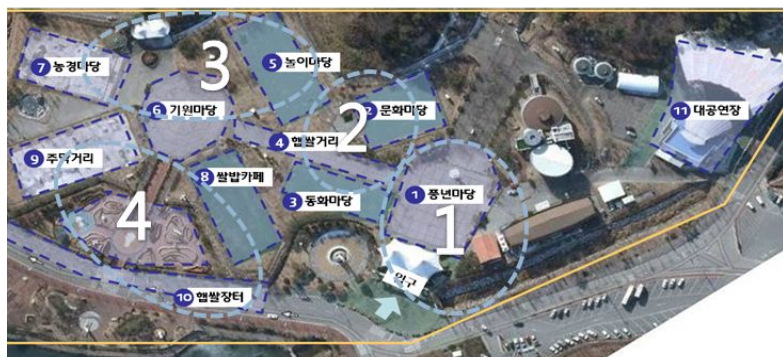 3
7 농경마당
5 놀이마당
6 기원마당
2
2 문화마당
11 대공연장
4 햅쌀거리
9 주막거리
8 쌀밥카페
1 풍년마당
3 동화마당
4
1
입구
10 햅쌀장터